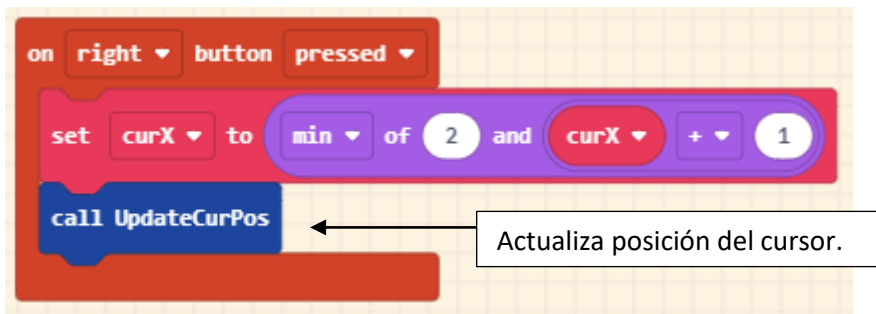 on right button pressed
set curX to min of 2 and curX + 1
call UpdateCurPos
Actualiza posición del cursor.